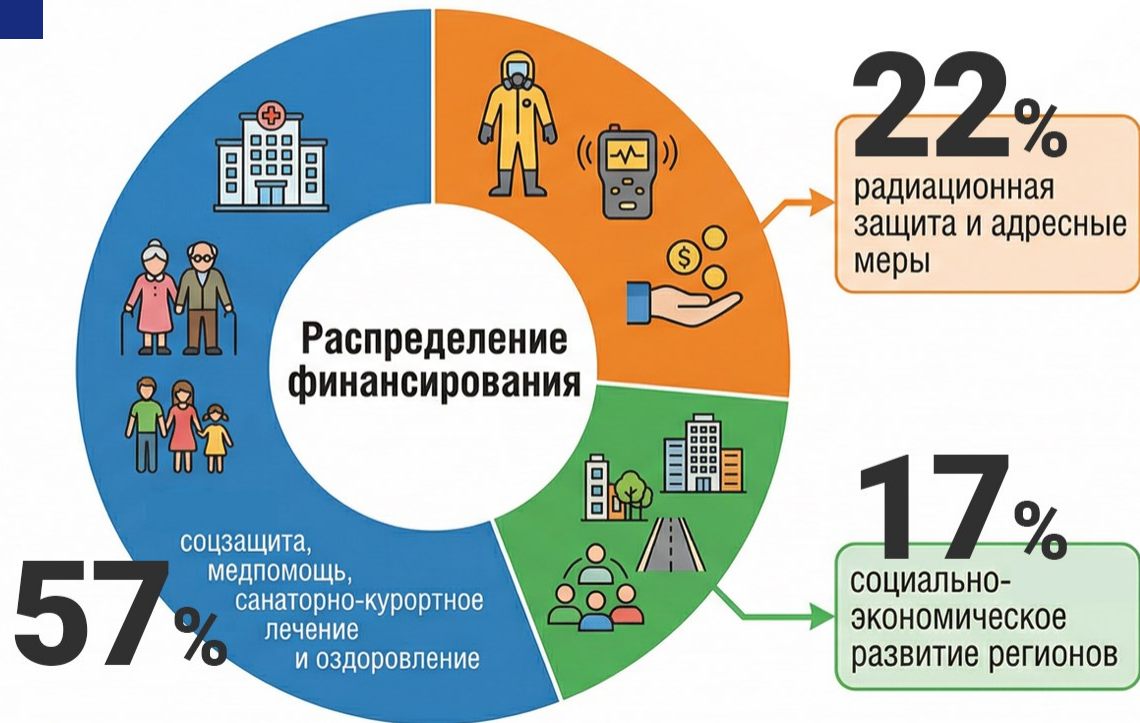 22%
радиационная
защита и адресные
меры
Распределение
финансирования
$
17%
социально-
экономическое
развитие регионов
57%
соцзащита,
медпомощь,
санаторно-курортное
лечение
и оздоровление